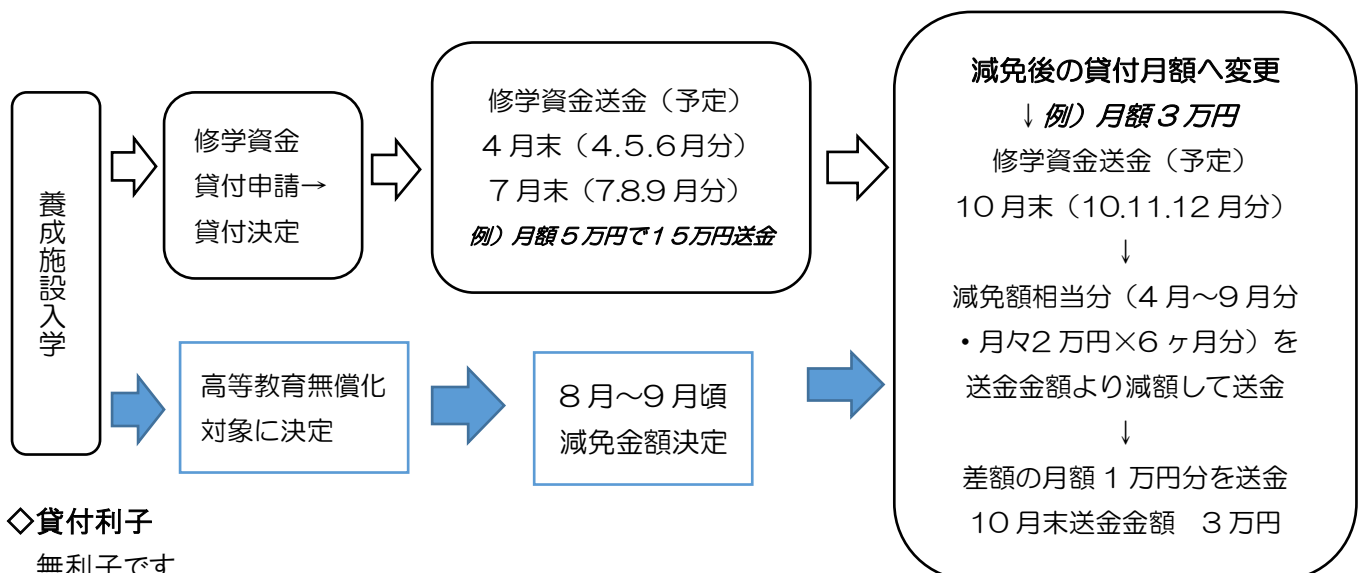 養成施設入学
修学資金
貸付申請→
貸付決定
修学資金送金（予定）
4月末（4.5.6月分）
7月末（7.8.9月分）
例）月額5万円で15万円送金
減免後の貸付月額へ変更
↓例）月額3万円
修学資金送金（予定）
10月末（10.11.12月分）
↓
減免額相当分（4月～9月分
・月々2万円×6ヶ月分）を
送金金額より減額して送金
↓
差額の月額1万円分を送金
10月末送金金額　3万円
高等教育無償化
対象に決定
8月～9月頃
減免金額決定
◇貸付利子
無利子です